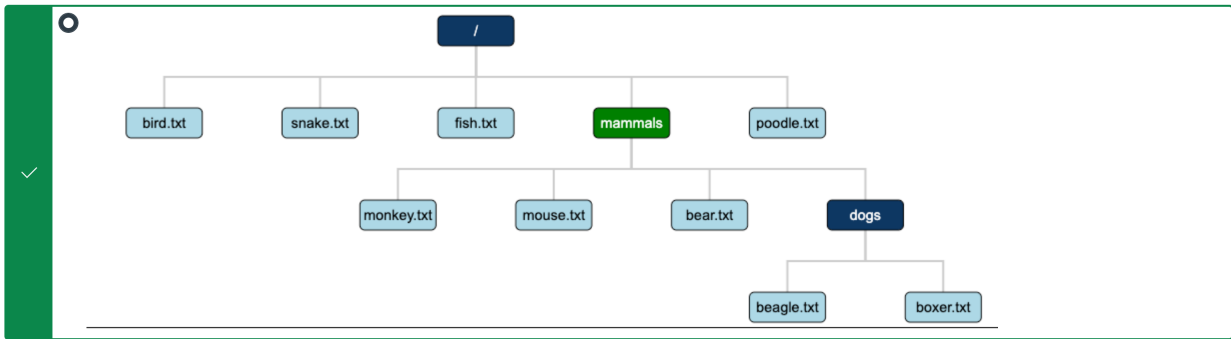 /
bird.txt snake.txt fish.txt mammals poodle.txt
monkey.txt mouse.txt bear.txt dogs
beagle.txt boxer.txt